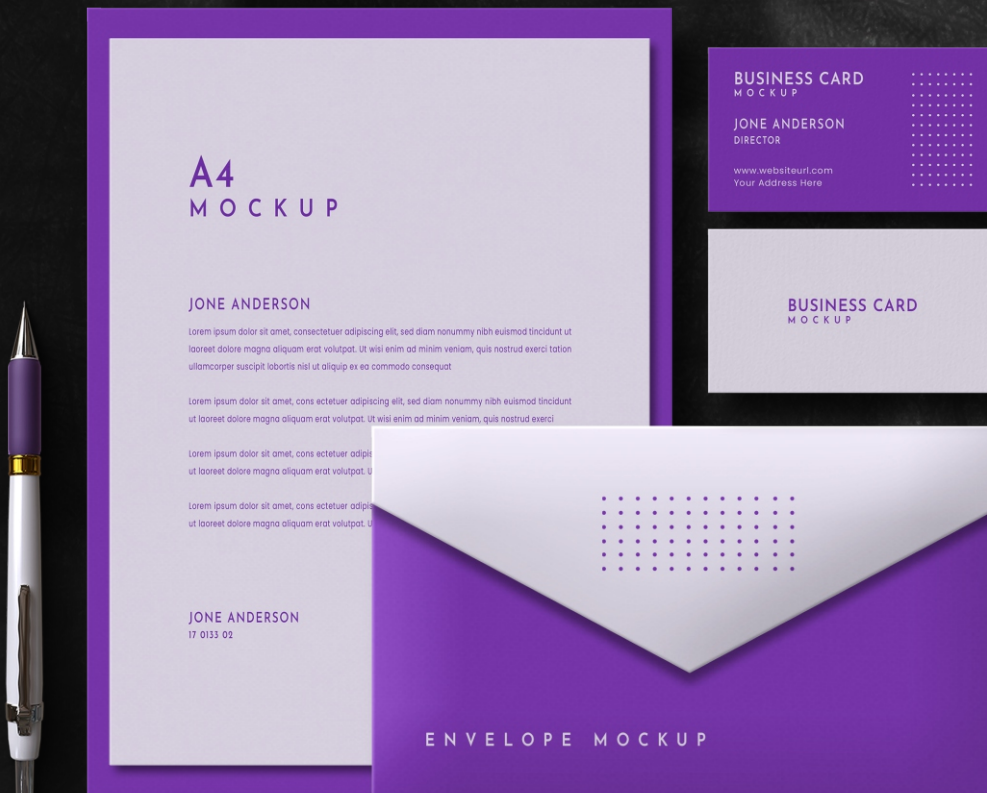 A4
MOCKUP
JONE ANDERSON
Lorem ipsum dolor sit amet, consectetuer adipiscing elit, sed diam nonummy nibh euismod tincidunt ut
laoreet dolore magna aliquam erat volutpat. Ut wisi enim ad minim veniam, quis nostrud exerci tation
ullamcorper suscipit lobortis nisl ut aliquip ex ea commodo consequat
Lorem ipsum dolor sit amet, cons ectetuer adipiscing elit, sed diam nonummy nibh euismod tincidunt
ut laoreet dolore magna aliquam erat volutpat. Ut wisi enim ad minim veniam, quis nostrud exerci
Lorem ipsum dolor sit amet, cons ectetuer adipis
ut laoreet dolore magna aliquam erat volutpat. U
Lorem ipsum dolor sit amet, cons ectetuer adipis
ut laoreet dolore magna aliquam erat volutpat. U
JONE ANDERSON
17 0133 02
BUSINESS CARD
MOCKUP
JONE ANDERSON
DIRECTOR
www.websiteurl.com
Your Address Here
BUSINESS CARD
MOCKUP
ENVELOPE MOCKUP